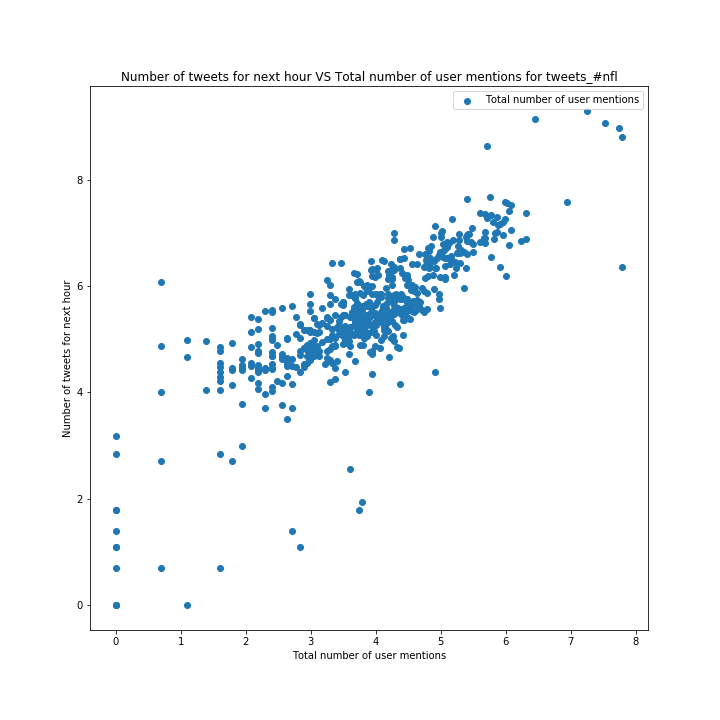 Number of tweets for next hour VS Total number of user mentions for tweets_#nfl
Total number of user mentions
Number of tweets for next hour
8
6
4
2
0
0 1 2 3 4 5 6 7 8
Total number of user mentions